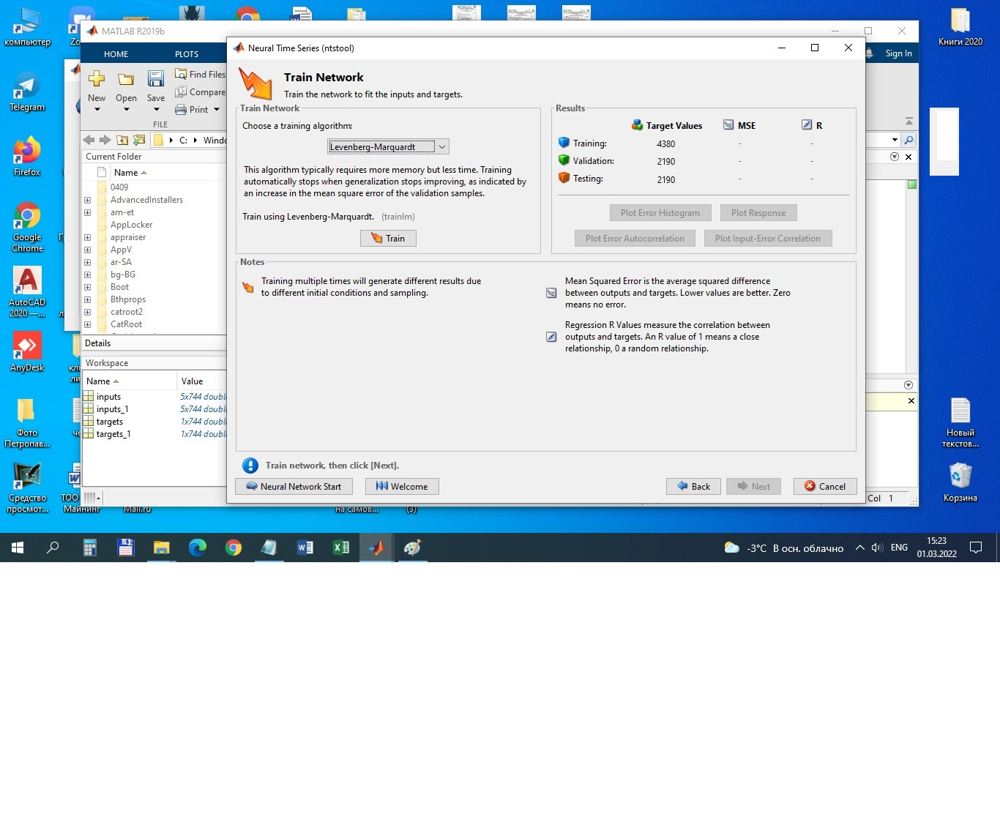 компьютер
Zo
Книги 2020
MATLAB R2019b
HOME
PLOTS
Sign In
New
Open
Save
Find Files
Compare
Print
FILE
C:
Windo
Current Folder
Name
0409
AdvancedInstallers
am-et
AppLocker
appraiser
AppV
ar-SA
bg-BG
Boot
Bthprops
catroot2
CatRoot
Details
Workspace
Name
Value
inputs
5x744 doubl
inputs_1
5x744 doubl
targets
1x744 doubl
targets_1
1x744 doubl
Neural Time Series (ntstool)
Train Network
Train the network to fit the inputs and targets.
Train Network
Choose a training algorithm:
Levenberg-Marquardt
This algorithm typically requires more memory but less time. Training
automatically stops when generalization stops improving, as indicated by
an increase in the mean square error of the validation samples.
Train using Levenberg-Marquardt. (trainlm)
Train
Results
Target Values
MSE
R
Training: 4380 - -
Validation: 2190 - -
Testing: 2190 - -
Plot Error Histogram
Plot Response
Plot Error Autocorrelation
Plot Input-Error Correlation
Notes
Training multiple times will generate different results due
to different initial conditions and sampling.
Mean Squared Error is the average squared difference
between outputs and targets. Lower values are better. Zero
means no error.
Regression R Values measure the correlation between
outputs and targets. An R value of 1 means a close
relationship, 0 a random relationship.
Train network, then click [Next].
Neural Network Start
Welcome
Back
Next
Cancel
Col 1
Telegram
Firefox
Google
Chrome
AutoCAD
2020 —...
AnyDesk
Фото
Петропав...
Средство
просмотр...
ТОО
Майнинг
Mail.ru
на самов...
(3)
Новый
текстов...
Корзина
-3°C В осн. облачно
ENG
15:23
01.03.2022